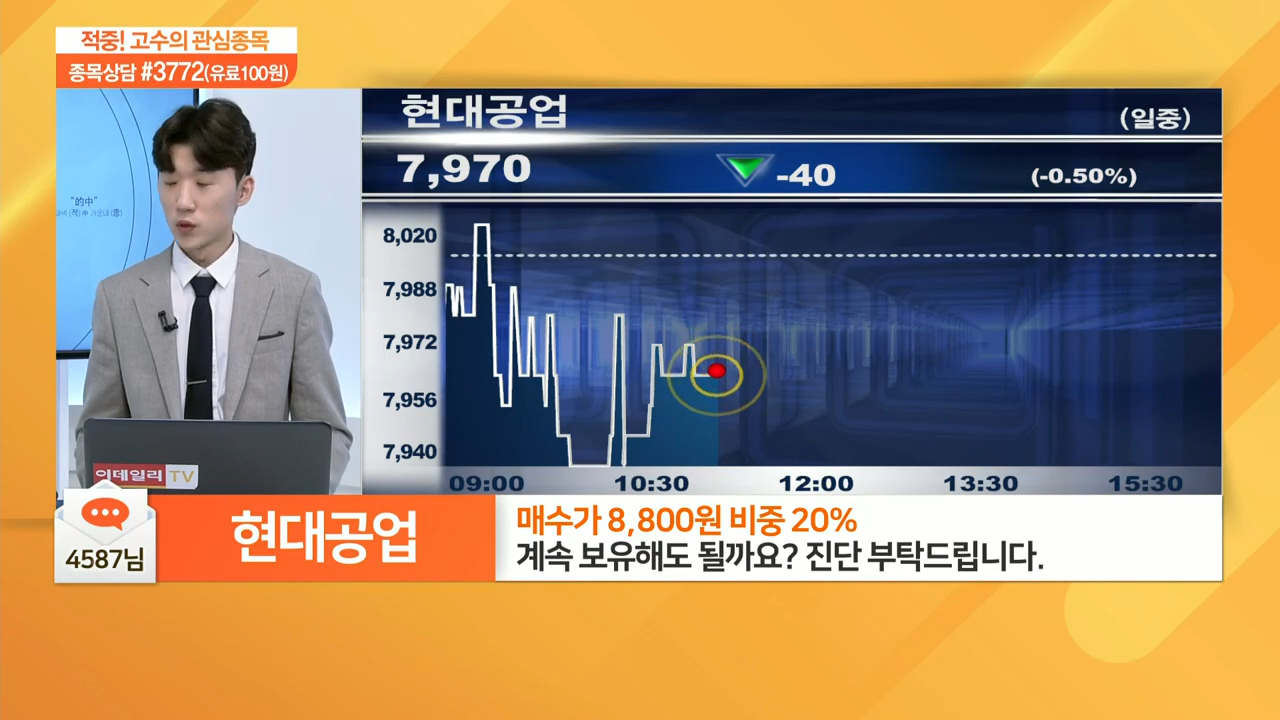 적중! 고수의 관심종목
종목상담 #3772(유료100원)
"的中"
현대공업
(일중)
7,970
-40
(-0.50%)
8,020
7,988
7,972
7,956
7,940
09:00 10:30 12:00 13:30 15:30
이데일리 TV
4587님
현대공업
매수가 8,800원 비중 20%
계속 보유해도 될까요? 진단 부탁드립니다.